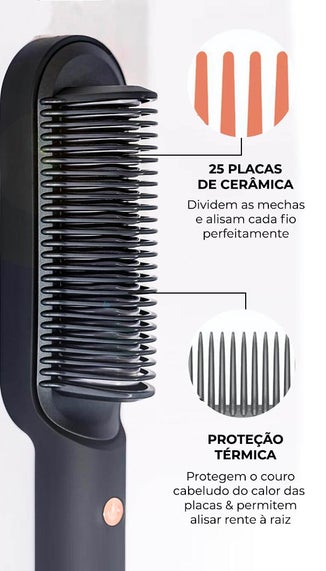 25 PLACAS
DE CERÂMICA
Dividem as mechas
e alisam cada fio
perfeitamente
PROTEÇÃO
TÉRMICA
Protegem o couro
cabeludo do calor das
placas & permitem
alisar rente à raiz